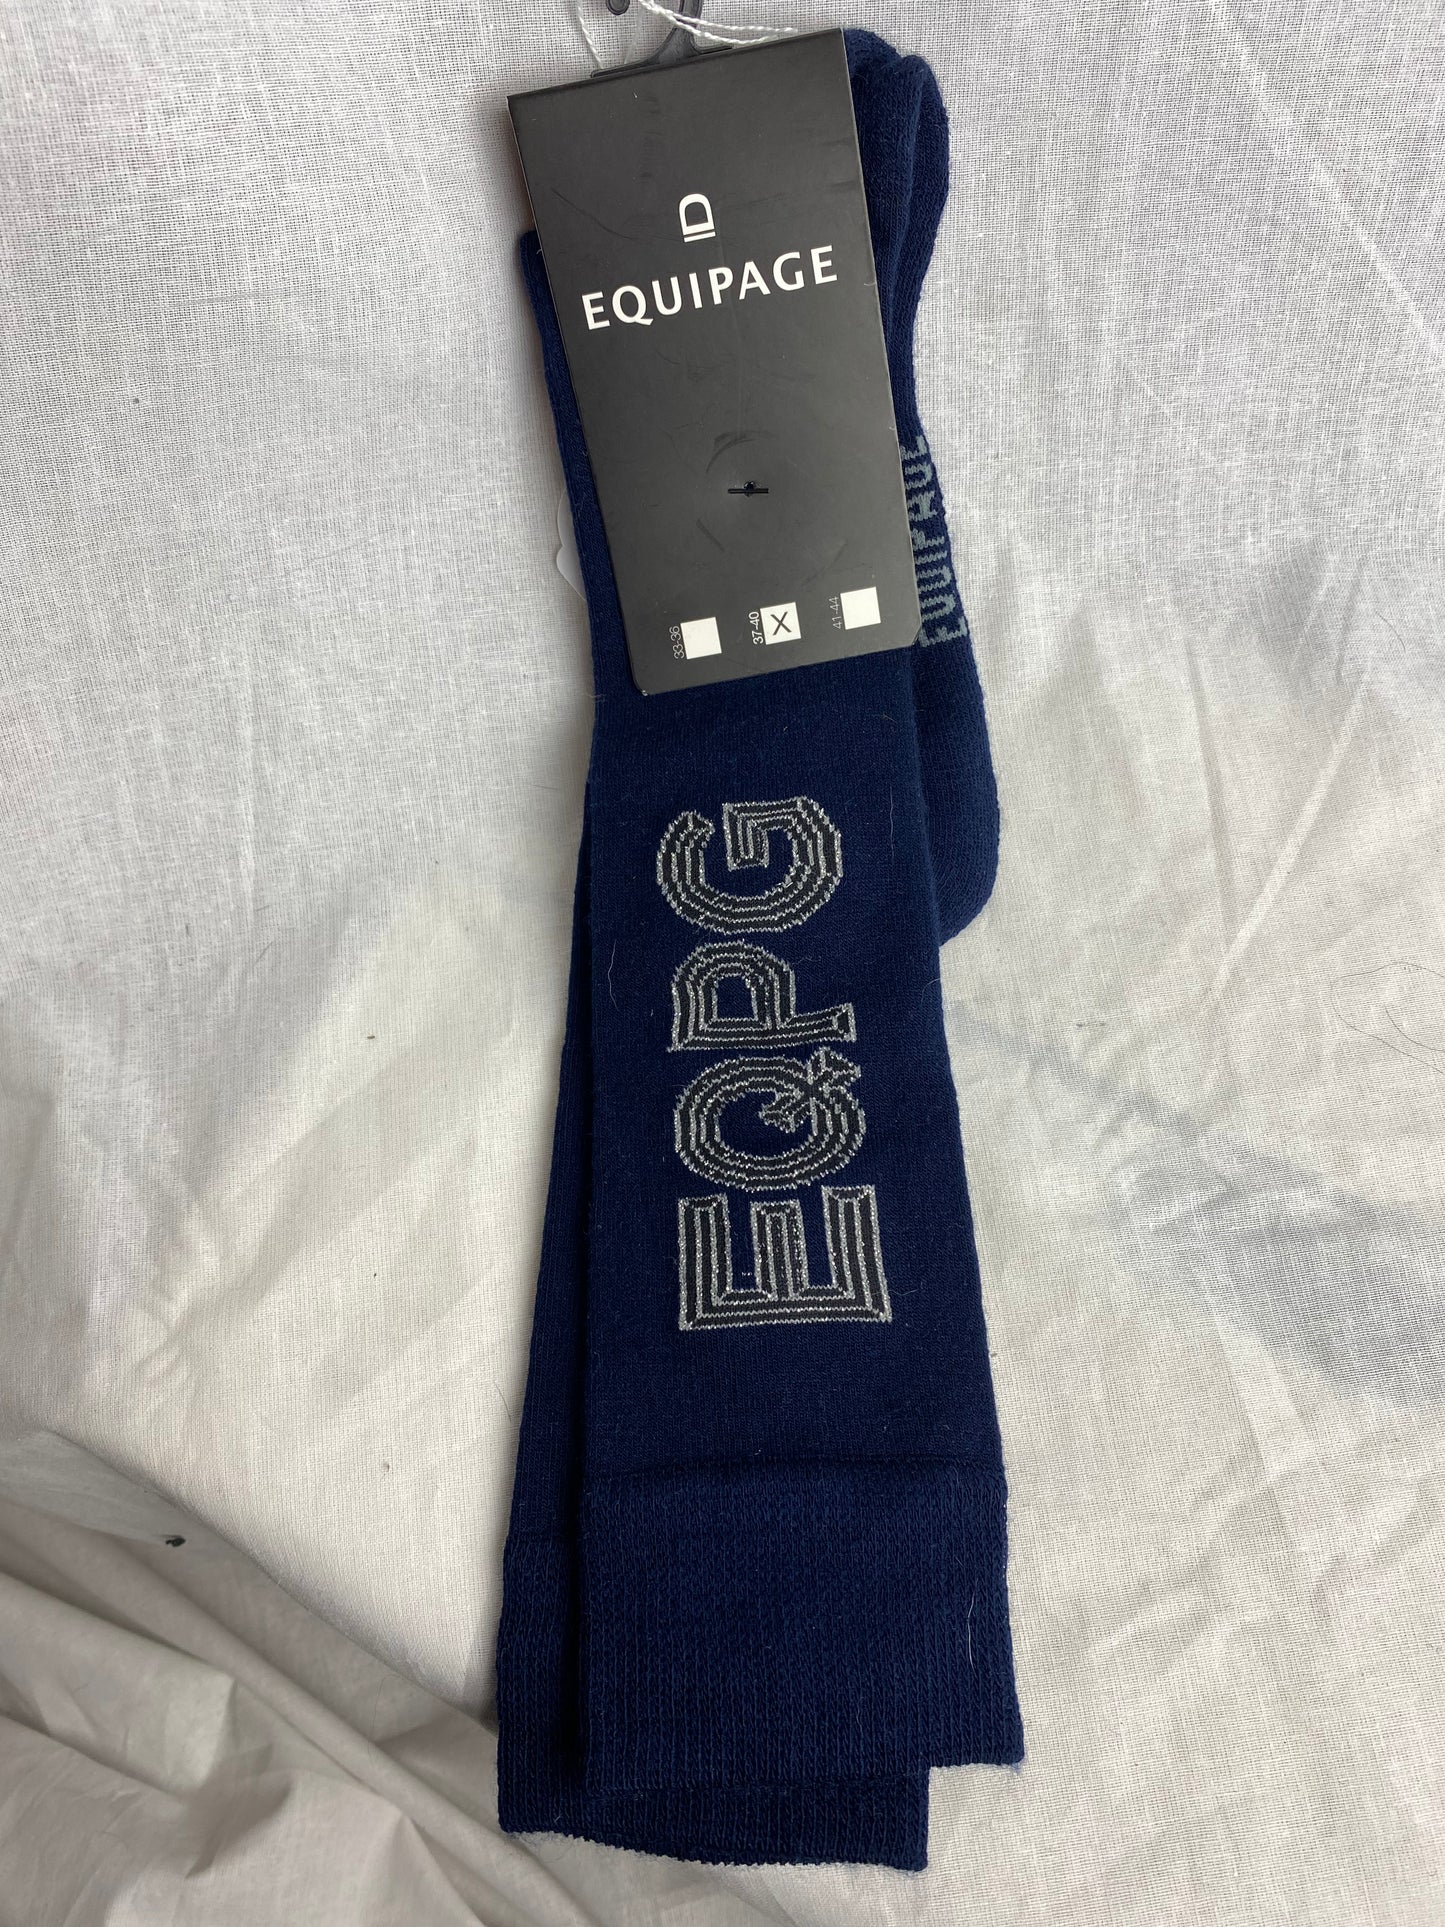 EQUIPAGE
33-36
37-40 X
41-44
EQUIPAGE
EQPG